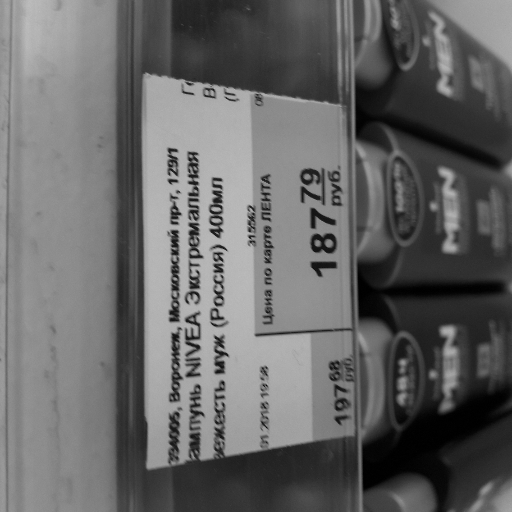 394005, Воронеж, Московский пр-т, 129/1
ампунь NIVEA Экстремальная
вежесть муж (Россия) 400мл
315562
Цена по карте ЛЕНТА
187 79
руб.
01.2018 19:58
197 68
руб.
MEN
MEN
MEN
48H